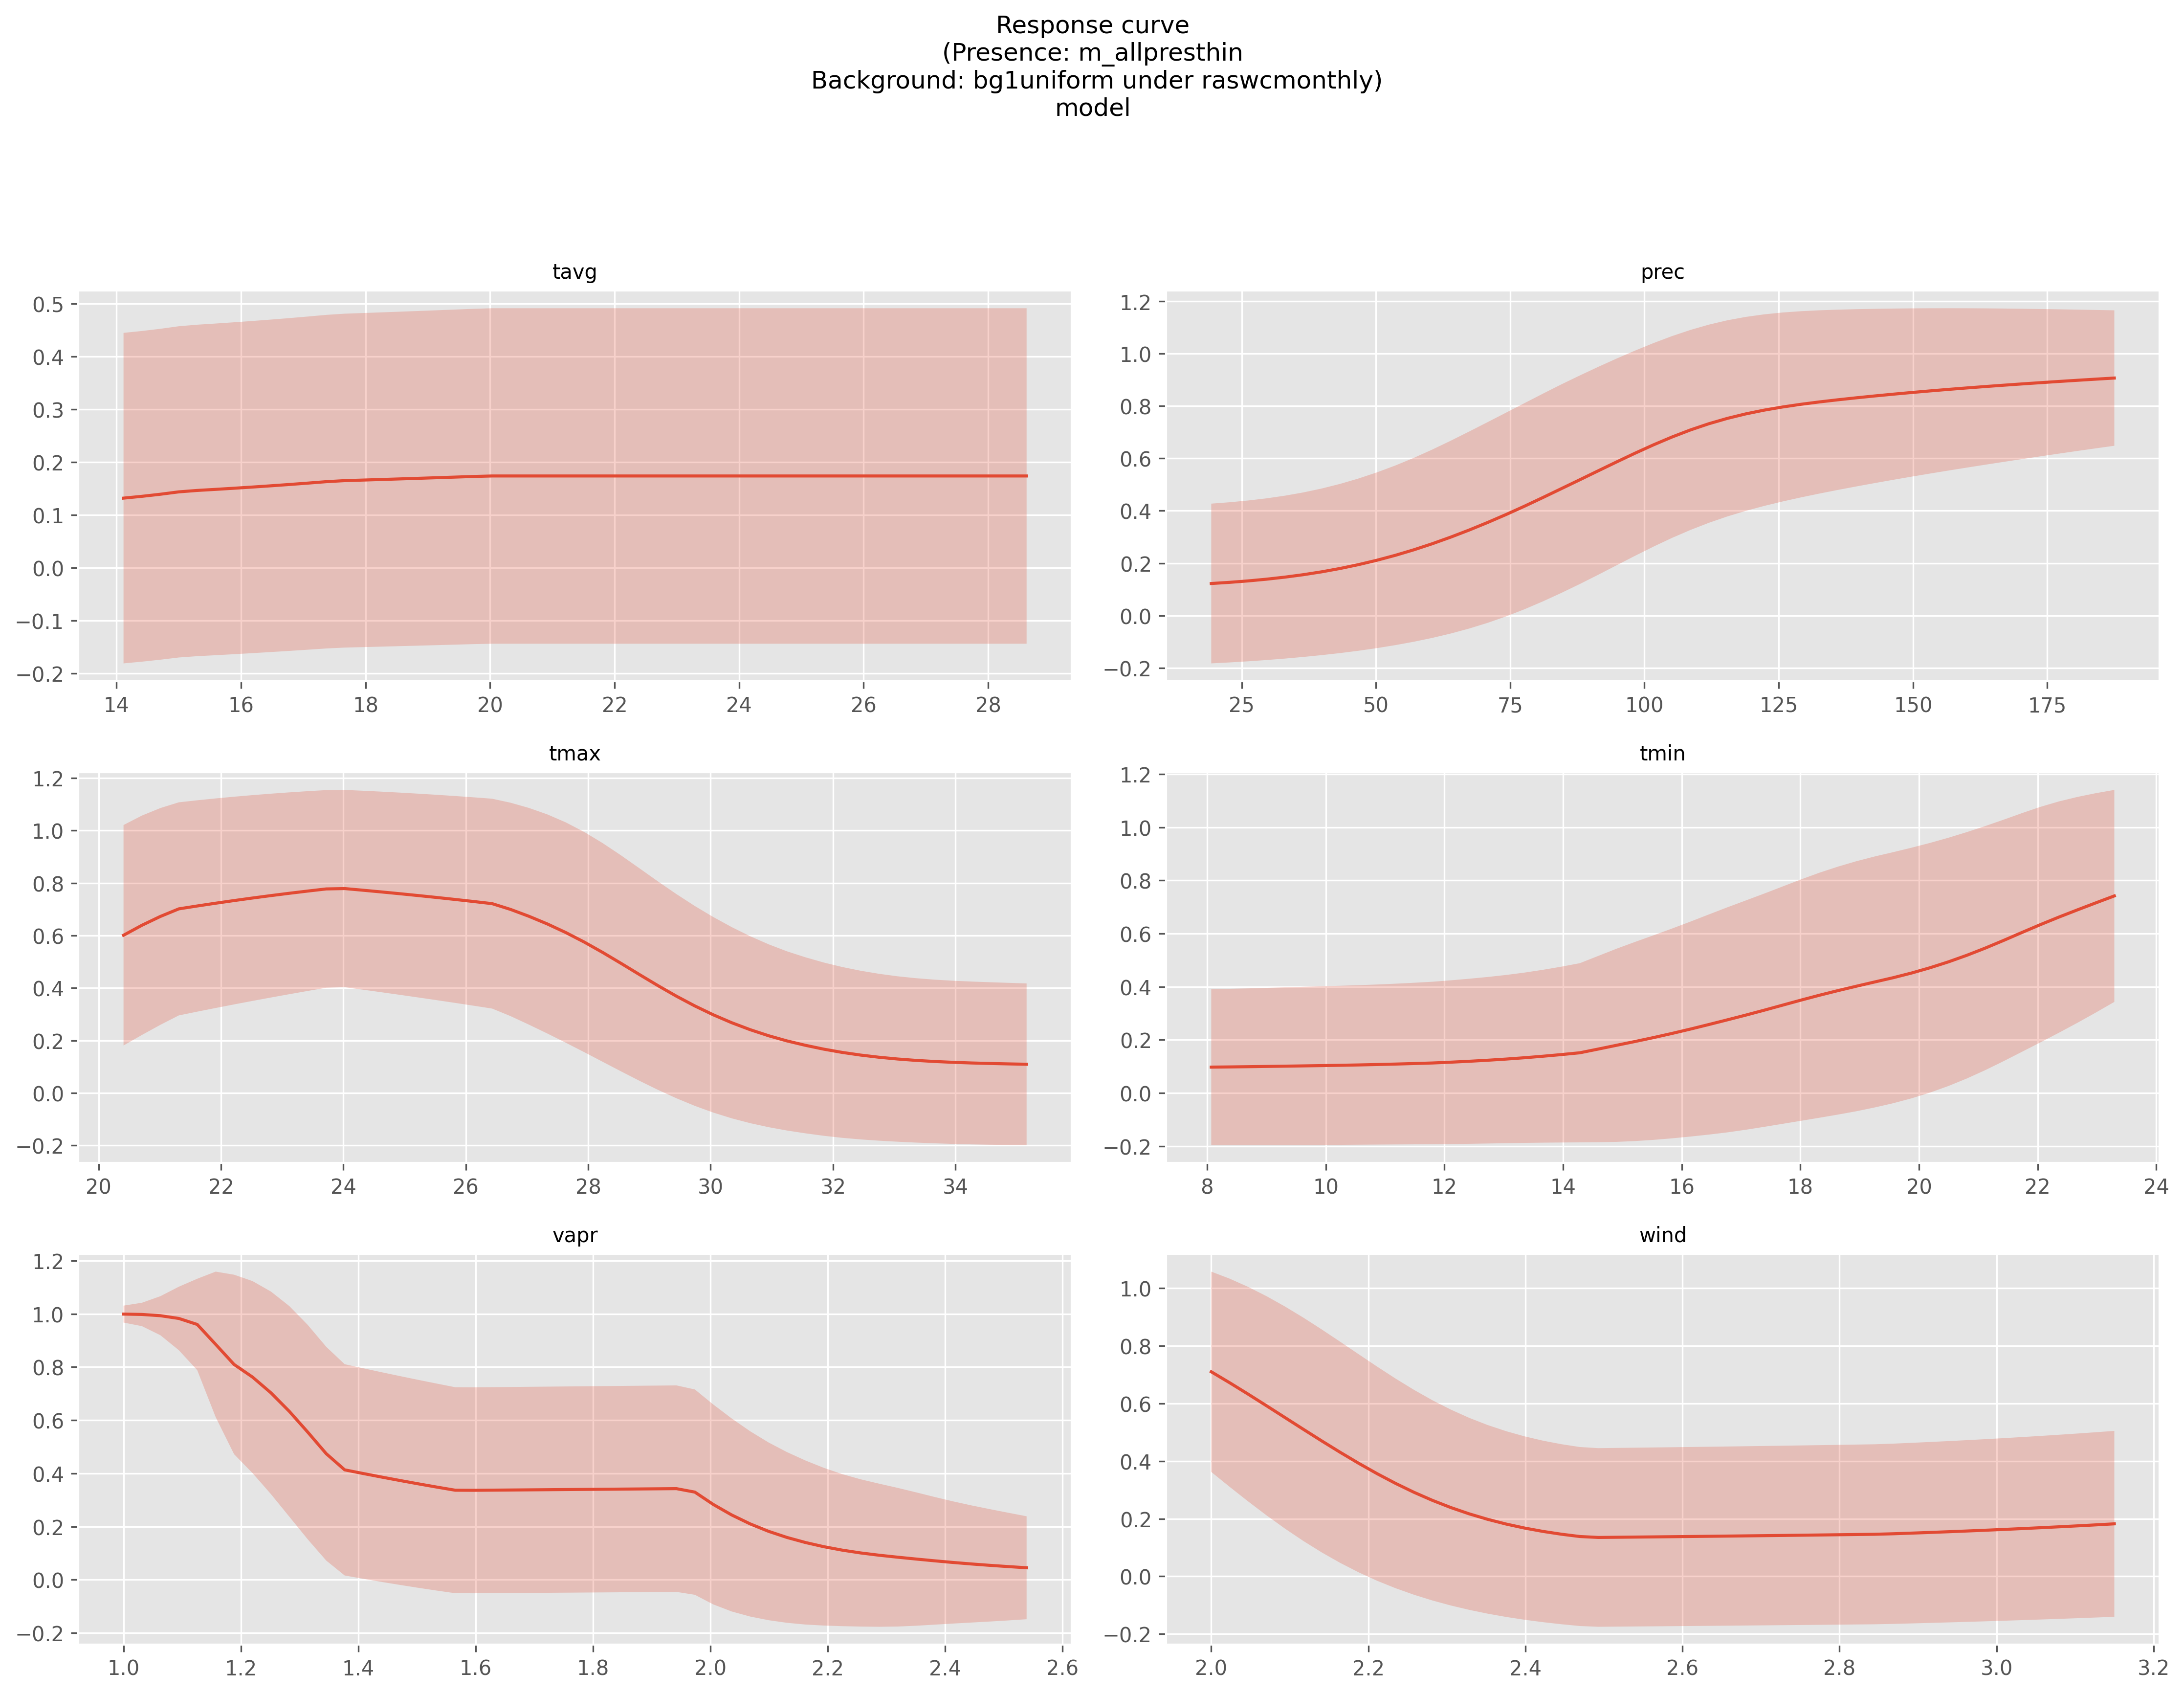 Response curve
(Presence: m_allpresthin
Background: bg1uniform under raswcmonthly)
model
tavg
0.5
0.4
0.3
0.2
0.1
0.0
−0.1
−0.2
14 16 18 20 22 24 26 28
prec
1.2
1.0
0.8
0.6
0.4
0.2
0.0
−0.2
25 50 75 100 125 150 175
tmax
1.2
1.0
0.8
0.6
0.4
0.2
0.0
−0.2
20 22 24 26 28 30 32 34
tmin
1.2
1.0
0.8
0.6
0.4
0.2
0.0
−0.2
8 10 12 14 16 18 20 22 24
vapr
1.2
1.0
0.8
0.6
0.4
0.2
0.0
−0.2
1.0 1.2 1.4 1.6 1.8 2.0 2.2 2.4 2.6
wind
1.0
0.8
0.6
0.4
0.2
0.0
−0.2
2.0 2.2 2.4 2.6 2.8 3.0 3.2